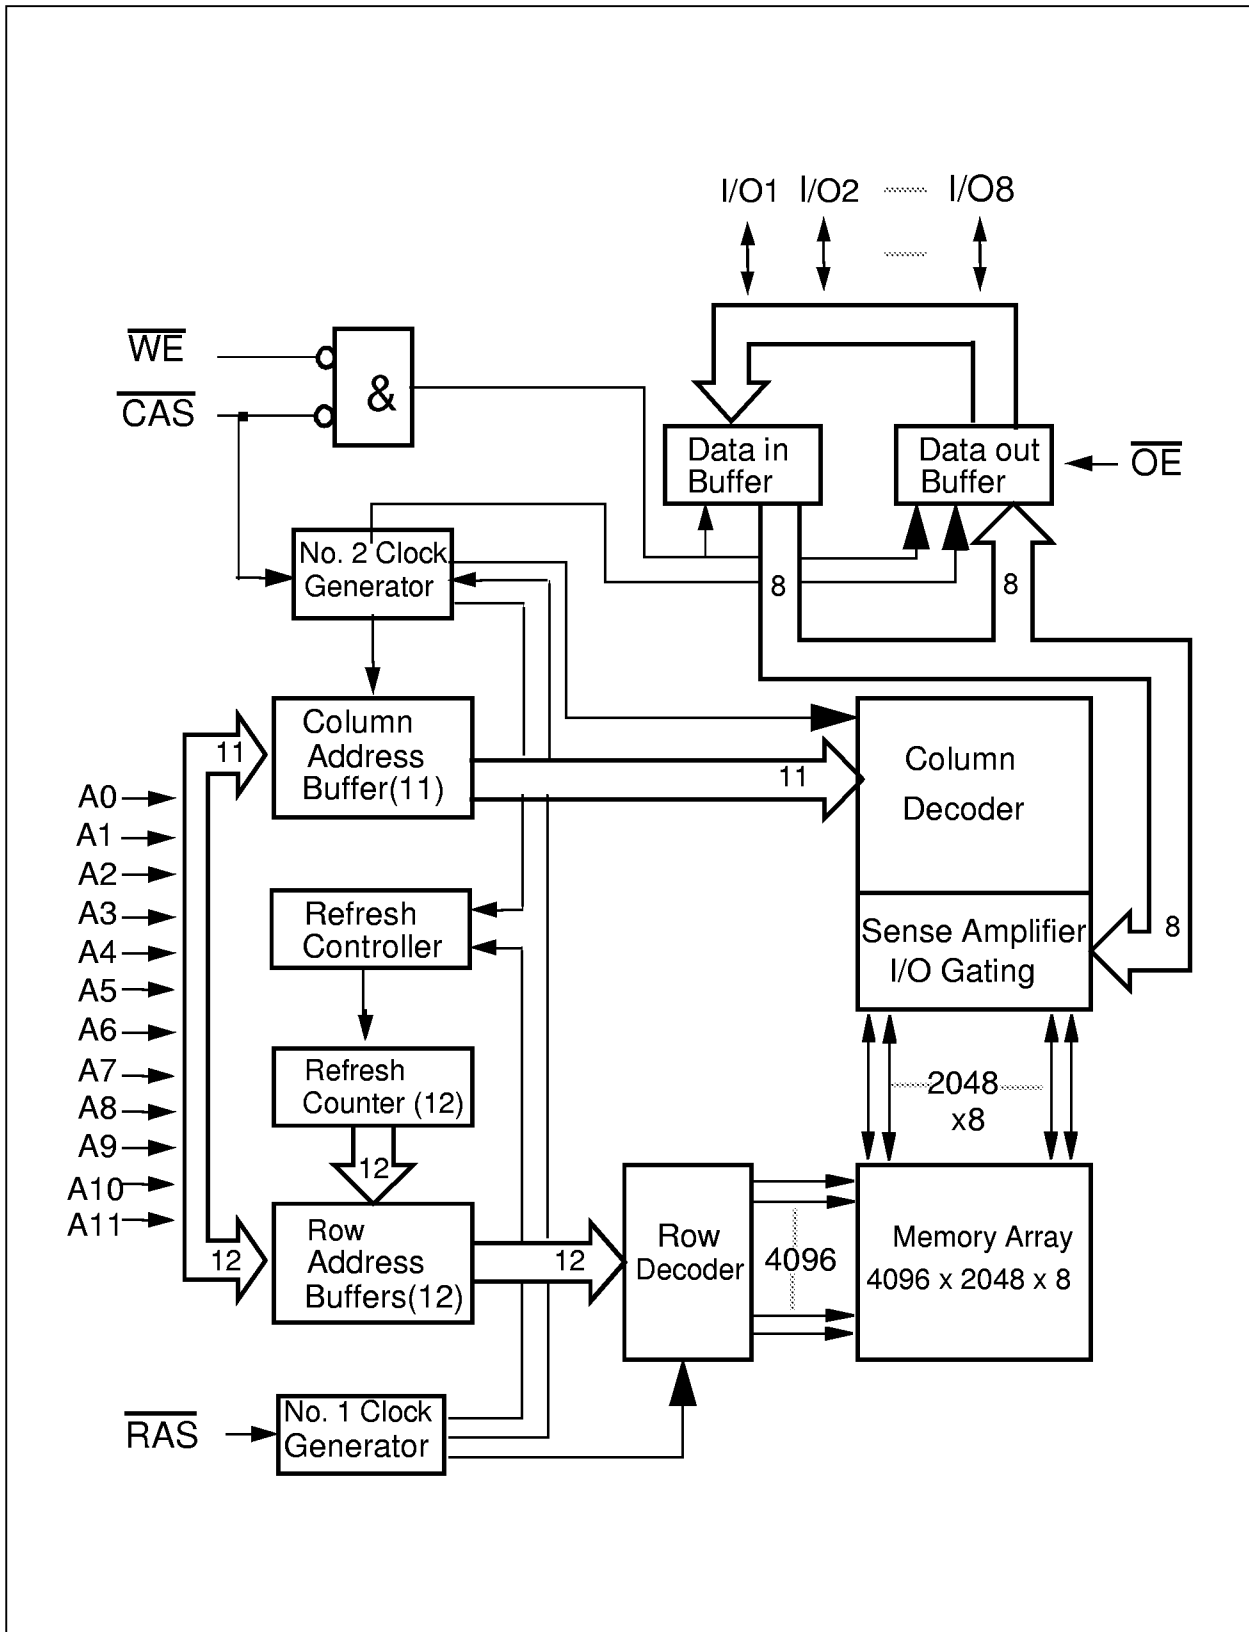 I/O1 I/O2 I/O8
WE
CAS
&
Data in
Buffer
Data out
Buffer
OE
No. 2 Clock
Generator
8
8
11
Column
Address
Buffer(11)
11
Column
Decoder
A0
A1
A2
A3
A4
A5
A6
A7
A8
A9
A10
A11
Refresh
Controller
Sense Amplifier
I/O Gating
8
Refresh
Counter (12)
2048
x8
12
12
Row
Address
Buffers(12)
12
Row
Decoder
4096
Memory Array
4096 x 2048 x 8
RAS
No. 1 Clock
Generator